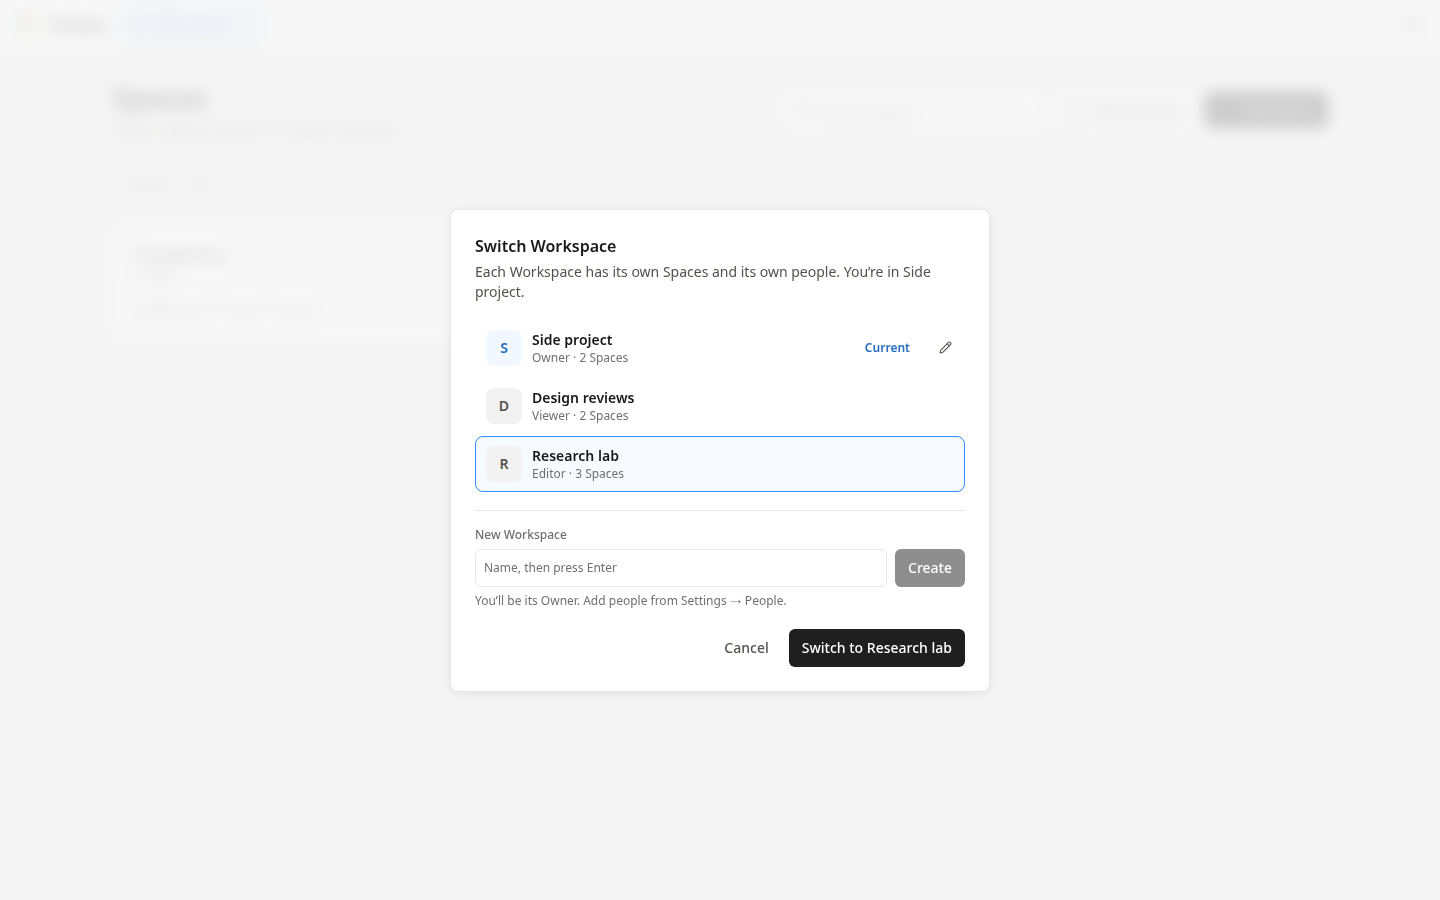 Switch Workspace
Each Workspace has its own Spaces and its own people. You’re in Side
project.
S
Side project
Owner · 2 Spaces
Current
D
Design reviews
Viewer · 2 Spaces
R
Research lab
Editor · 3 Spaces
New Workspace
Name, then press Enter
Create
You’ll be its Owner. Add people from Settings → People.
Cancel
Switch to Research lab